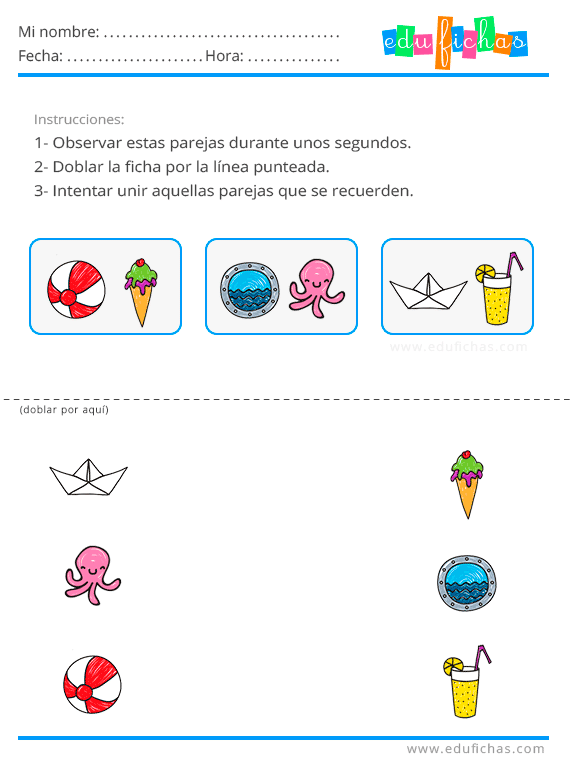 Mi nombre: ......................................
edufichas
Fecha: ...................... Hora: ...............
Instrucciones:
1- Observar estas parejas durante unos segundos.
2- Doblar la ficha por la línea punteada.
3- Intentar unir aquellas parejas que se recuerden.
www.edufichas.com
(doblar por aquí)
www.edufichas.com